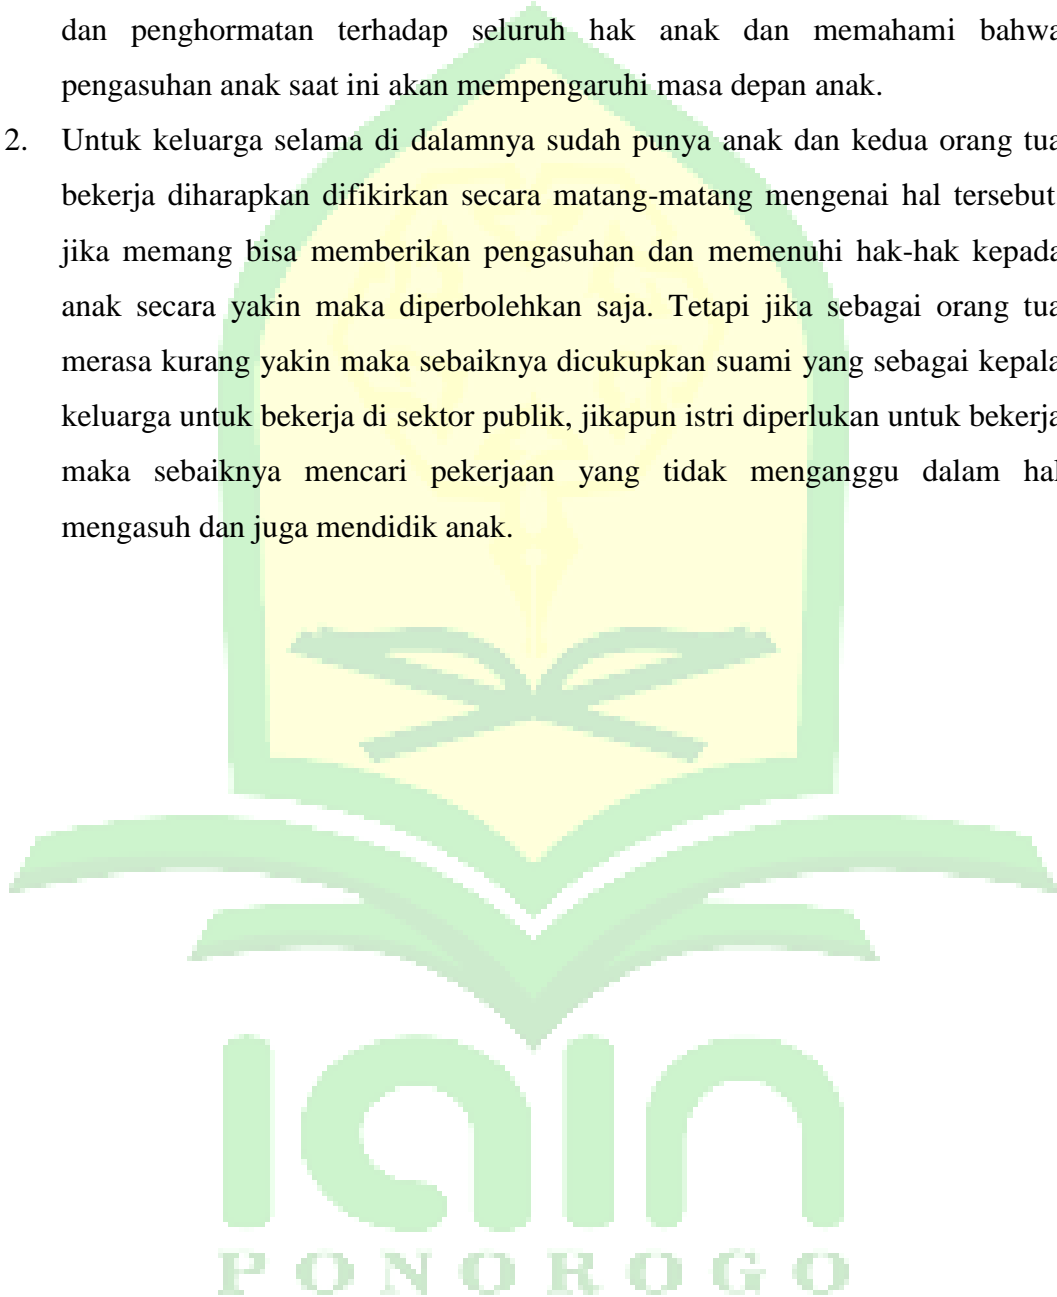 dan penghormatan terhadap seluruh hak anak dan memahami bahwa
pengasuhan anak saat ini akan mempengaruhi masa depan anak.
2. Untuk keluarga selama di dalamnya sudah punya anak dan kedua orang tua
bekerja diharapkan difikirkan secara matang-matang mengenai hal tersebut
jika memang bisa memberikan pengasuhan dan memenuhi hak-hak kepada
anak secara yakin maka diperbolehkan saja. Tetapi jika sebagai orang tua
merasa kurang yakin maka sebaiknya dicukupkan suami yang sebagai kepala
keluarga untuk bekerja di sektor publik, jikapun istri diperlukan untuk bekerja
maka sebaiknya mencari pekerjaan yang tidak menganggu dalam hal
mengasuh dan juga mendidik anak.
iain
PONOROGO